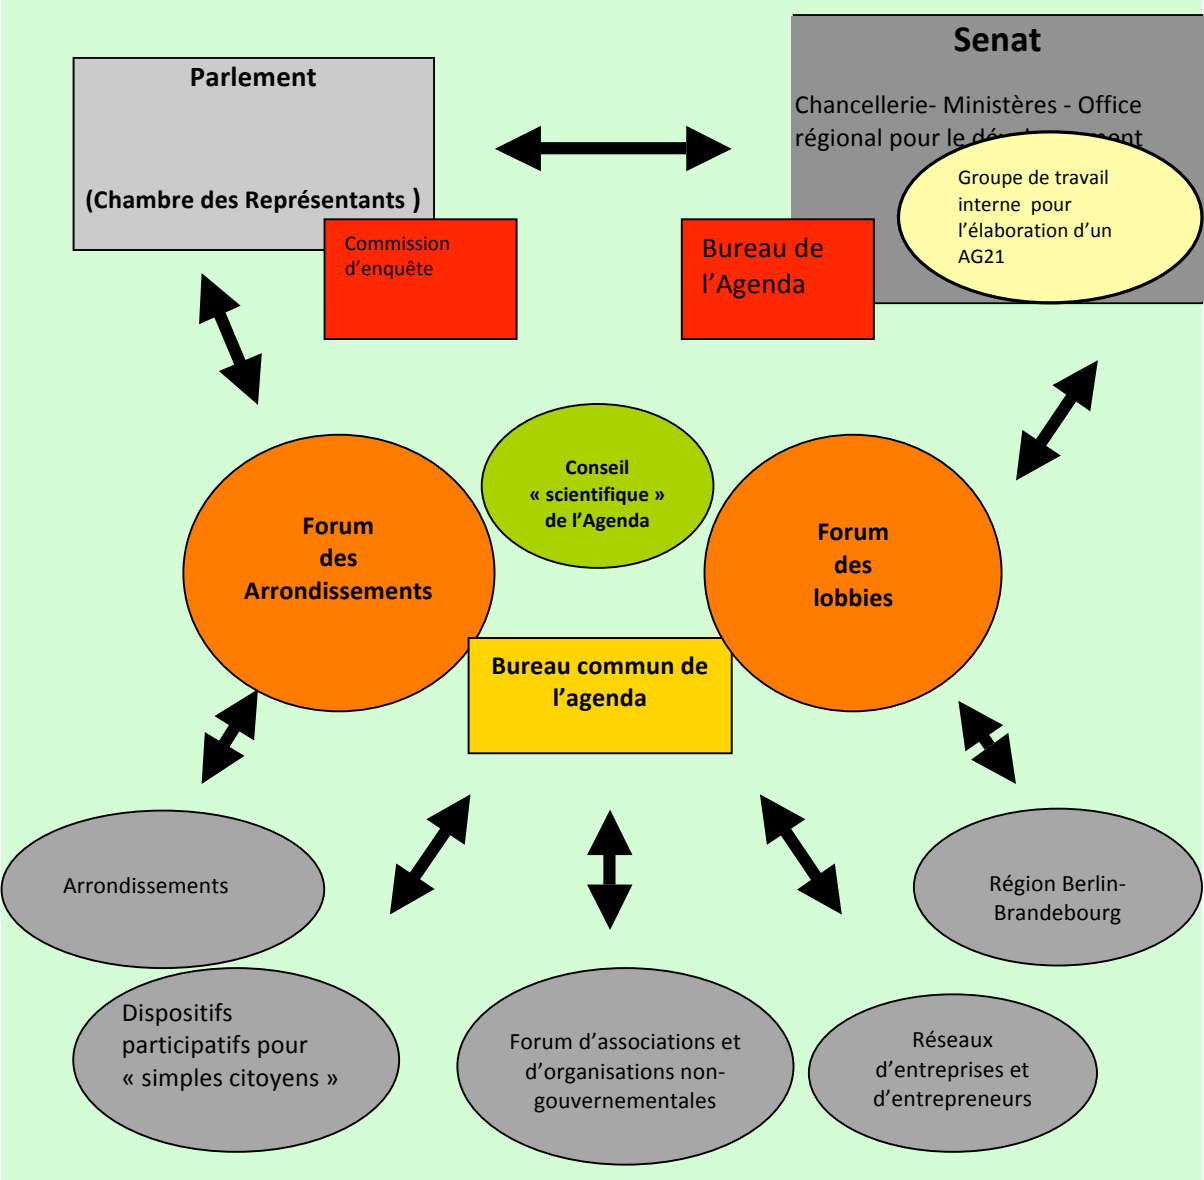 Parlement
(Chambre des Représentants )
Senat
Chancellerie- Ministères - Office
régional pour le
Groupe de travail
interne pour
l’élaboration d’un
AG21
Commission
d’enquête
Bureau de
l’Agenda
Conseil
« scientifique »
de l’Agenda
Forum
des
Arrondissements
Forum
des
lobbies
Bureau commun de
l’agenda
Arrondissements
Région Berlin-
Brandebourg
Dispositifs
participatifs pour
« simples citoyens »
Forum d’associations et
d’organisations non-
gouvernementales
Réseaux
d’entreprises et
d’entrepreneurs